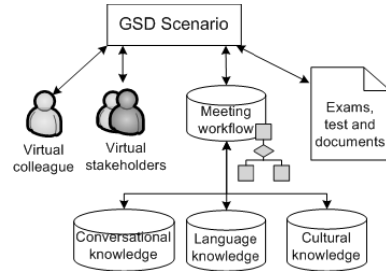 GSD Scenario
Virtual
colleague
Virtual
stakeholders
Meeting
workflow
Exams,
test and
documents
Conversational
knowledge
Language
knowledge
Cultural
knowledge